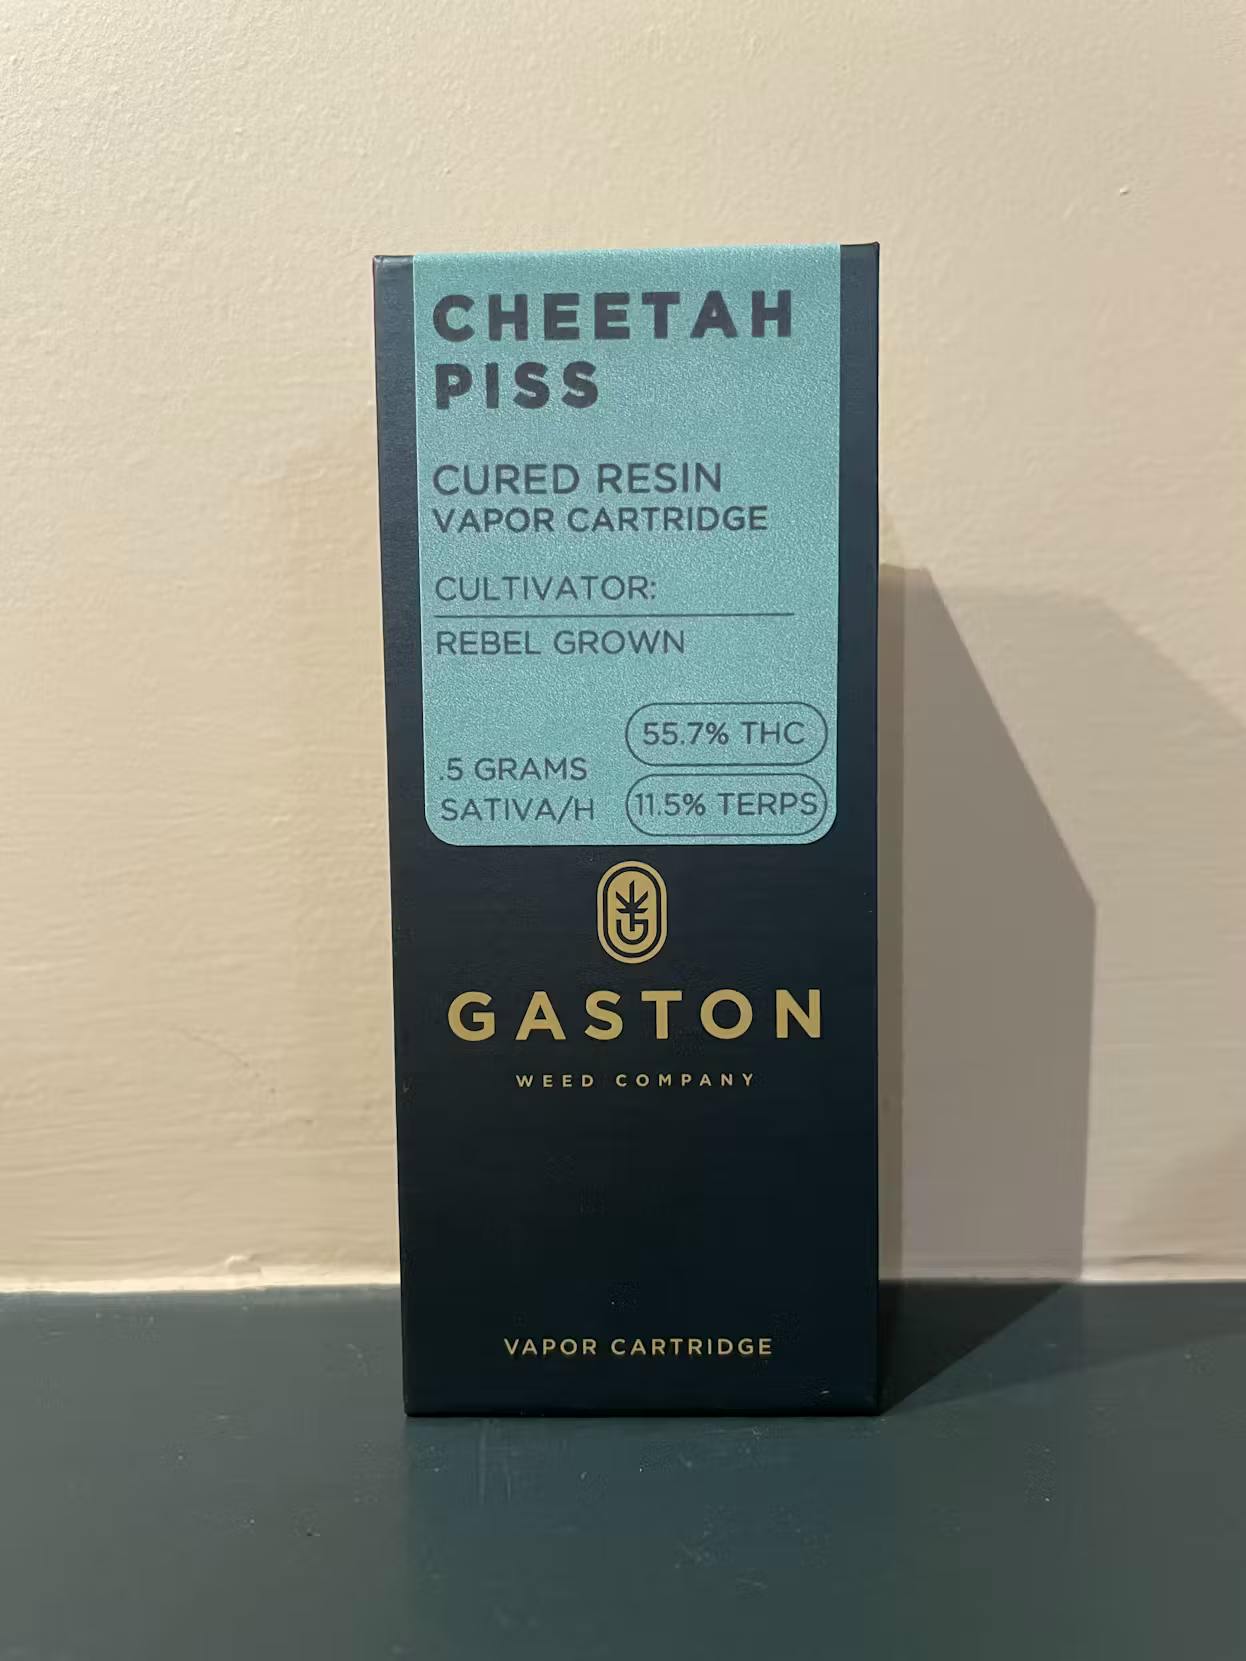 CHEETAH
PISS
CURED RESIN
VAPOR CARTRIDGE
CULTIVATOR:
REBEL GROWN
55.7% THC
.5 GRAMS
SATIVA/H
11.5% TERPS
GASTON
WEED COMPANY
VAPOR CARTRIDGE